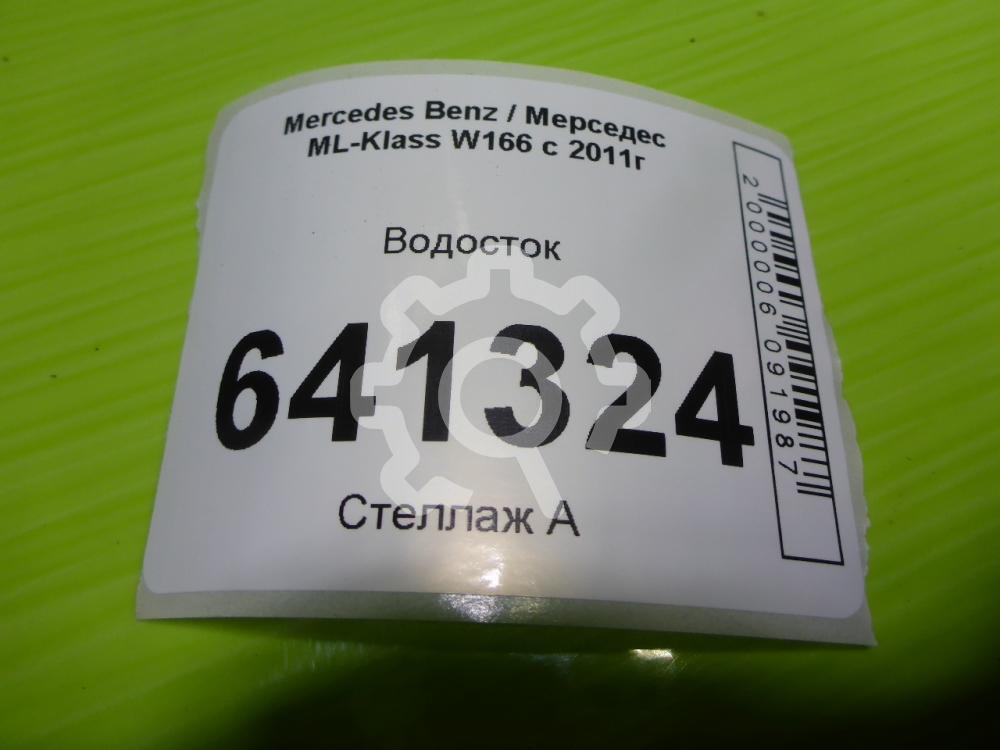 Mercedes Benz / Мерседес
ML-Klass W166 с 2011г
Водосток
641324
Стеллаж А
2000006091987